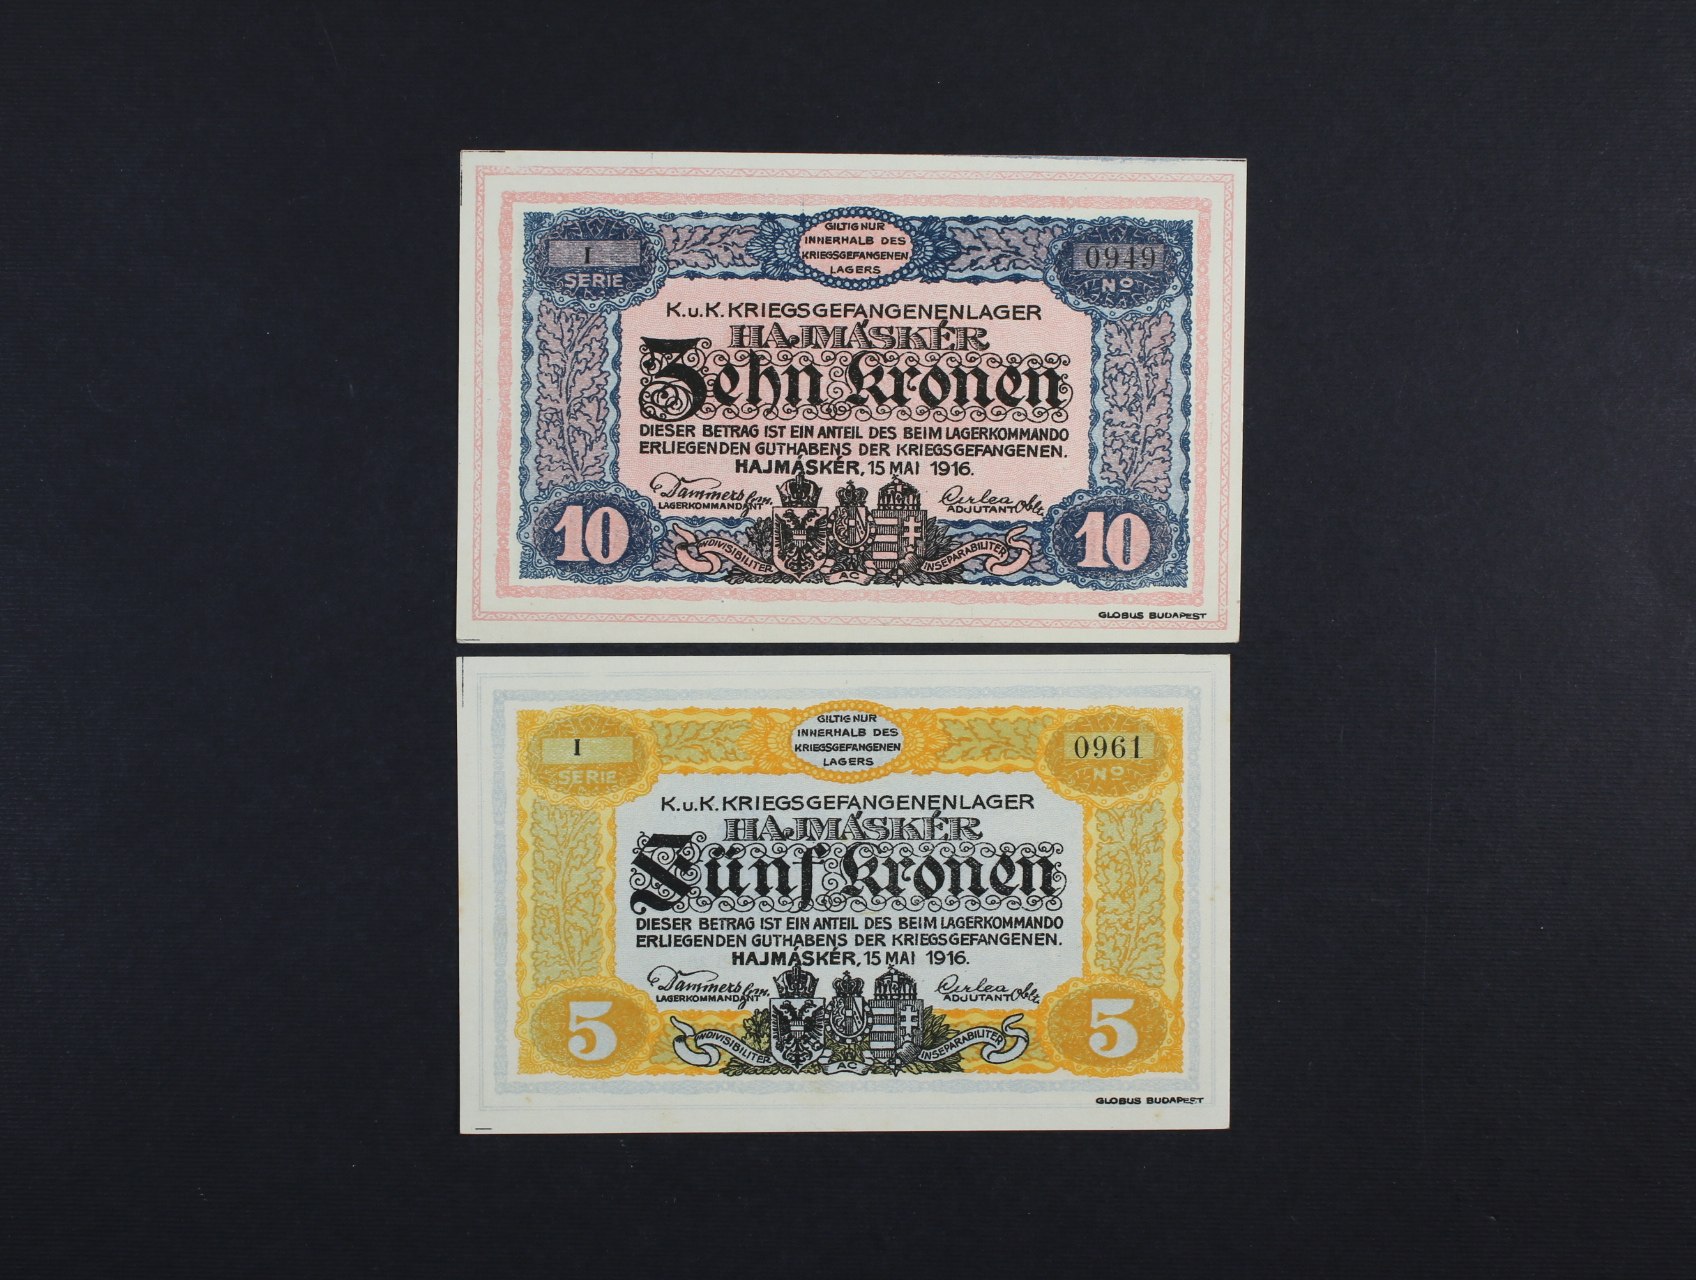 GILTIG NUR
INNERHALB DES
KRIEGSGEFANGENEN
LAGERS
I
SERIE
0949
Nº
K.u.K. KRIEGSGEFANGENENLAGER
HAJMÁSKÉR
Zehn Kronen
DIESER BETRAG IST EIN ANTEIL DES BEIM LAGERKOMMANDO
ERLIEGENDEN GUTHABENS DER KRIEGSGEFANGENEN.
HAJMÁSKÉR, 15 MAI 1916.
LAGERKOMMANDANT
ADJUTANT
10
10
INDIVISIBILITER
AC
INSEPARABILITER
GLOBUS BUDAPEST
GILTIG NUR
INNERHALB DES
KRIEGSGEFANGENEN
LAGERS
I
SERIE
0961
Nº
K.u.K. KRIEGSGEFANGENENLAGER
HAJMÁSKÉR
Fünf Kronen
DIESER BETRAG IST EIN ANTEIL DES BEIM LAGERKOMMANDO
ERLIEGENDEN GUTHABENS DER KRIEGSGEFANGENEN.
HAJMÁSKÉR, 15 MAI 1916.
LAGERKOMMANDANT
ADJUTANT
5
5
INDIVISIBILITER
AC
INSEPARABILITER
GLOBUS BUDAPEST